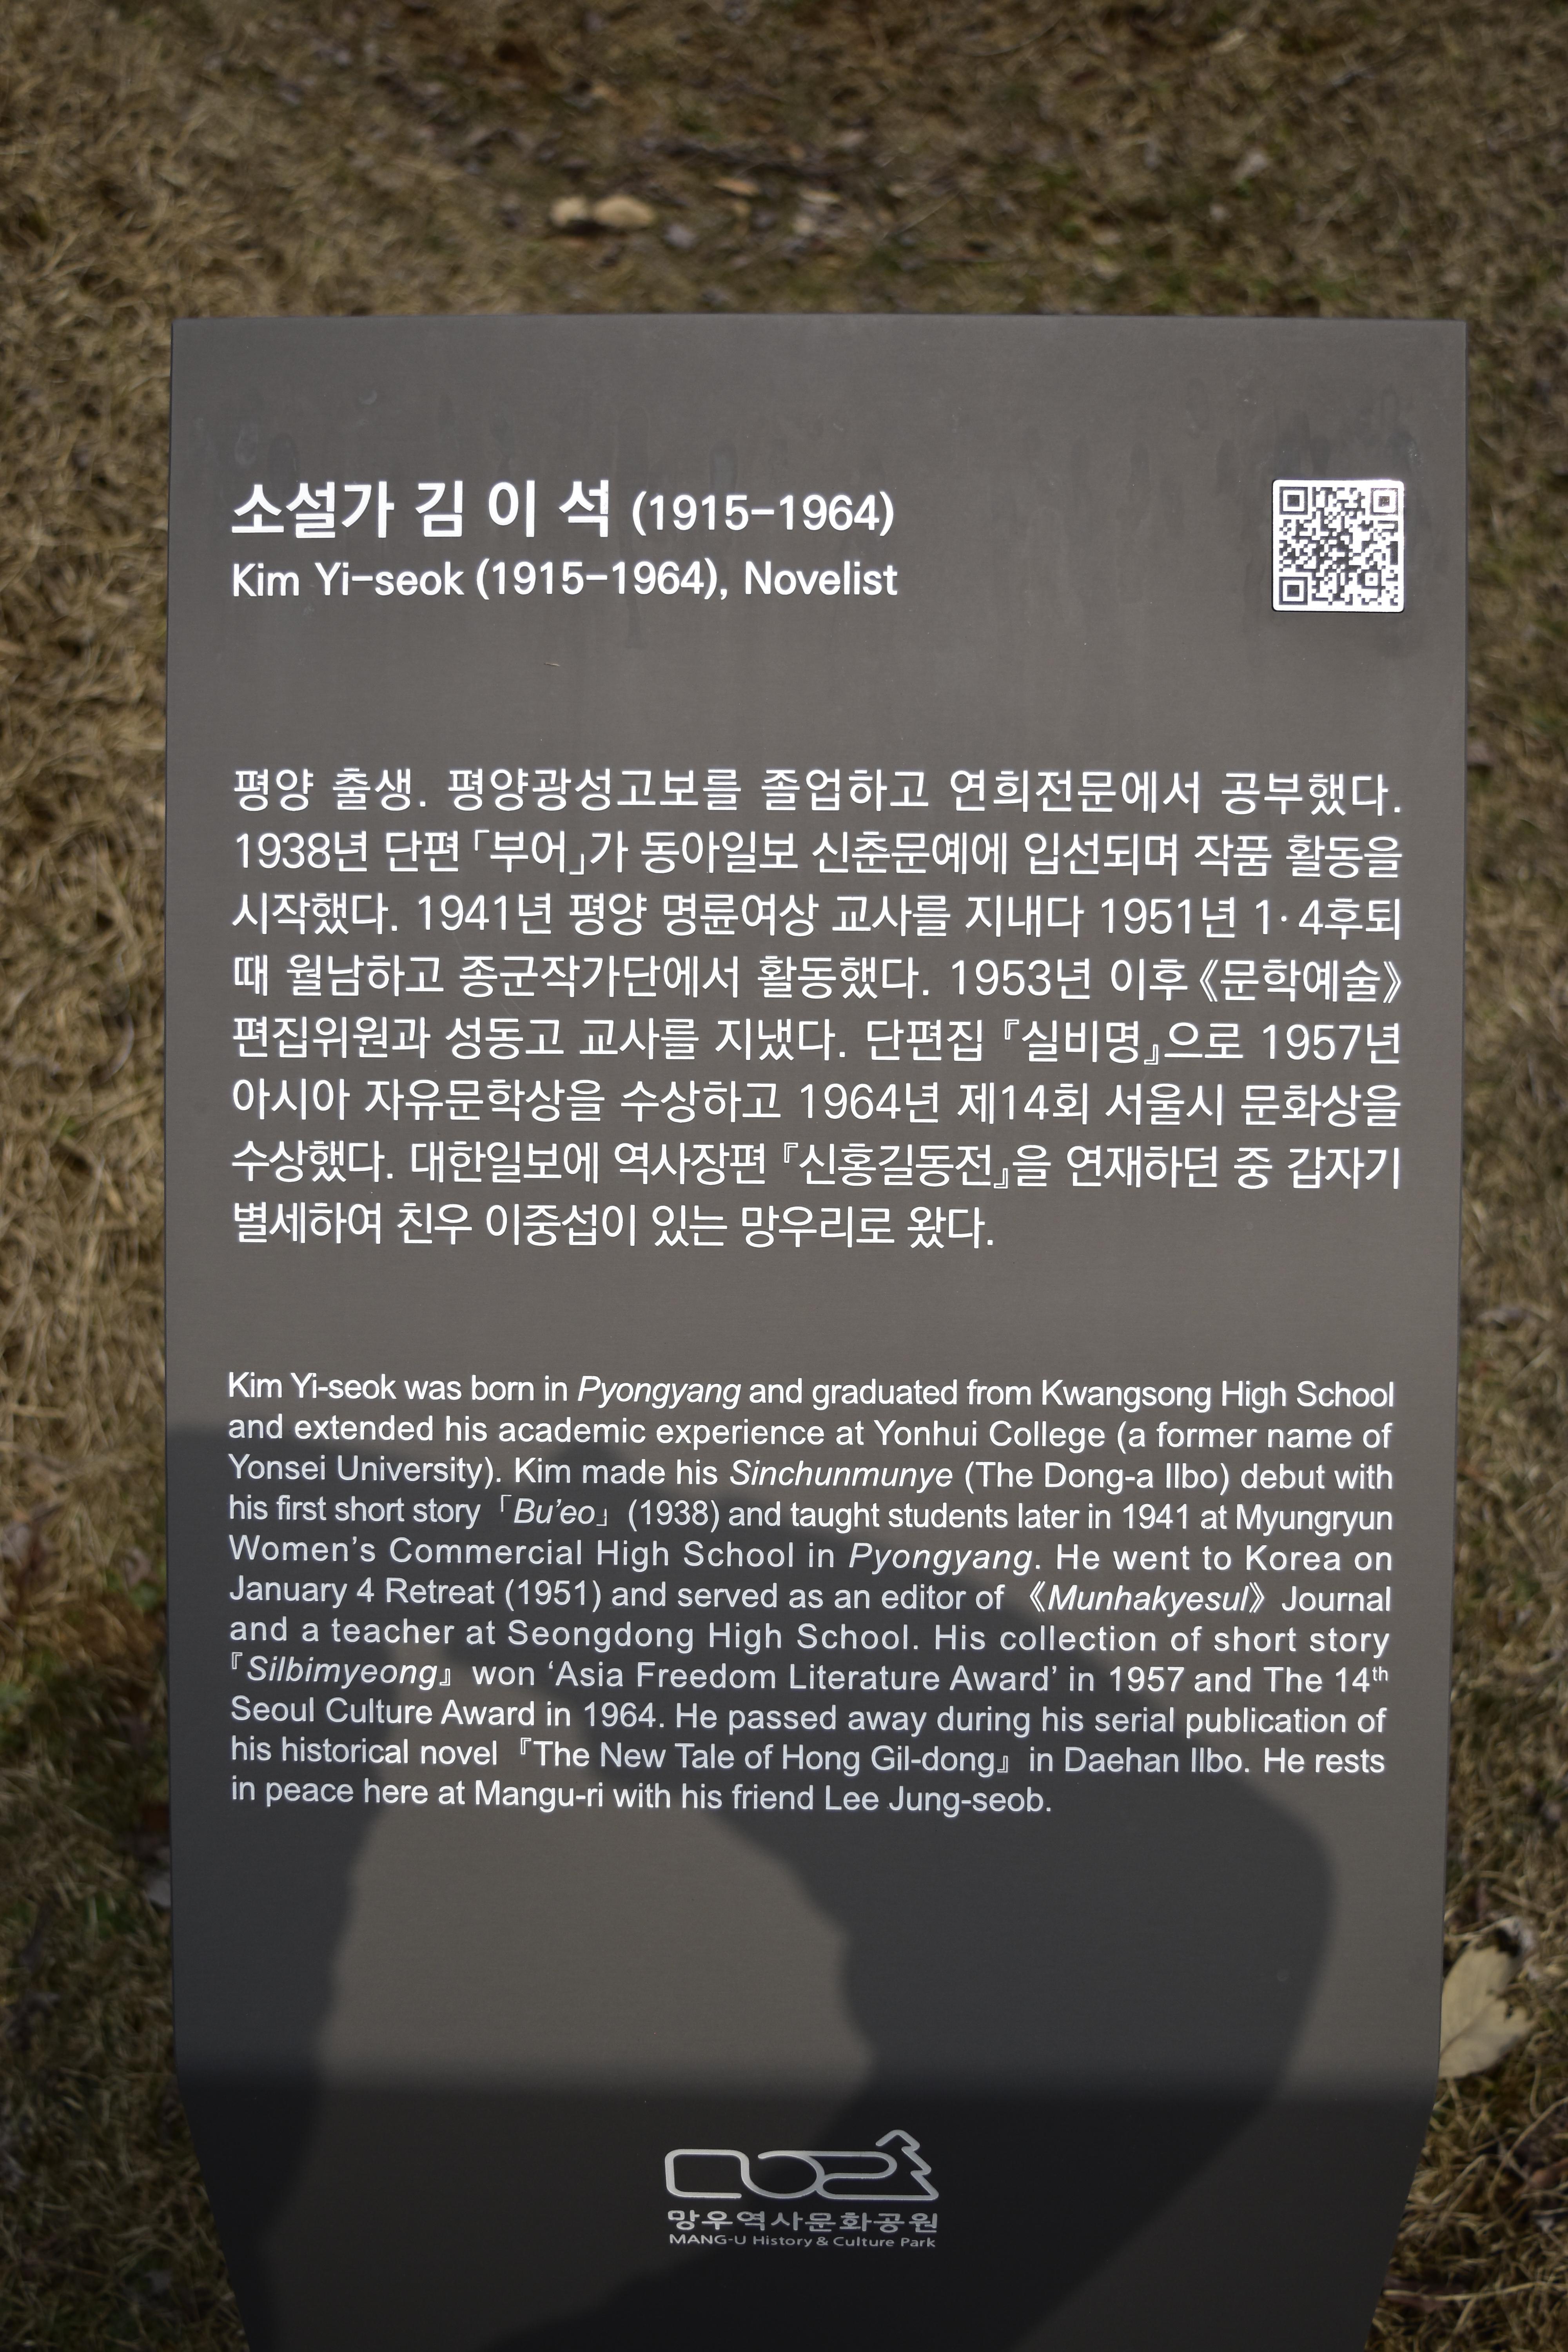 소설가 김 이 석 (1915-1964)
Kim Yi-seok (1915-1964), Novelist
평양 출생. 평양광성고보를 졸업하고 연희전문에서 공부했다.
1938년 단편 「부어」가 동아일보 신춘문예에 입선되며 작품 활동을
시작했다. 1941년 평양 명륜여상 교사를 지내다 1951년 1·4후퇴
때 월남하고 종군작가단에서 활동했다. 1953년 이후 《문학예술》
편집위원과 성동고 교사를 지냈다. 단편집 『실비명』으로 1957년
아시아 자유문학상을 수상하고 1964년 제14회 서울시 문화상을
수상했다. 대한일보에 역사장편 『신홍길동전』을 연재하던 중 갑자기
별세하여 친우 이중섭이 있는 망우리로 왔다.
Kim Yi-seok was born in Pyongyang and graduated from Kwangsong High School
and extended his academic experience at Yonhui College (a former name of
Yonsei University). Kim made his Sinchunmunye (The Dong-a Ilbo) debut with
his first short story 「Bu’eo」 (1938) and taught students later in 1941 at Myungryun
Women’s Commercial High School in Pyongyang. He went to Korea on
January 4 Retreat (1951) and served as an editor of 《Munhakyesul》 Journal
and a teacher at Seongdong High School. His collection of short story
『Silbimyeong』 won ‘Asia Freedom Literature Award’ in 1957 and The 14th
Seoul Culture Award in 1964. He passed away during his serial publication of
his historical novel 『The New Tale of Hong Gil-dong』 in Daehan Ilbo. He rests
in peace here at Mangu-ri with his friend Lee Jung-seob.
망우역사문화공원
MANG-U History & Culture Park